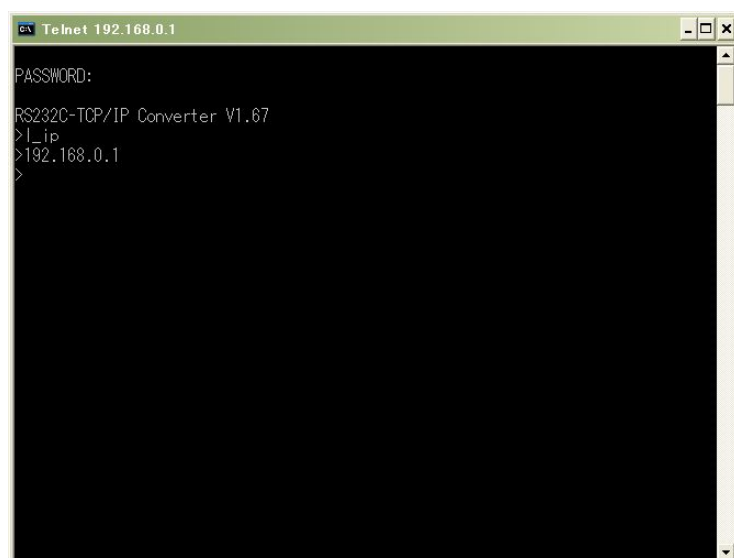 Telnet 192.168.0.1
PASSWORD:
RS232C-TCP/IP Converter V1.67
>l_ip
>192.168.0.1
>